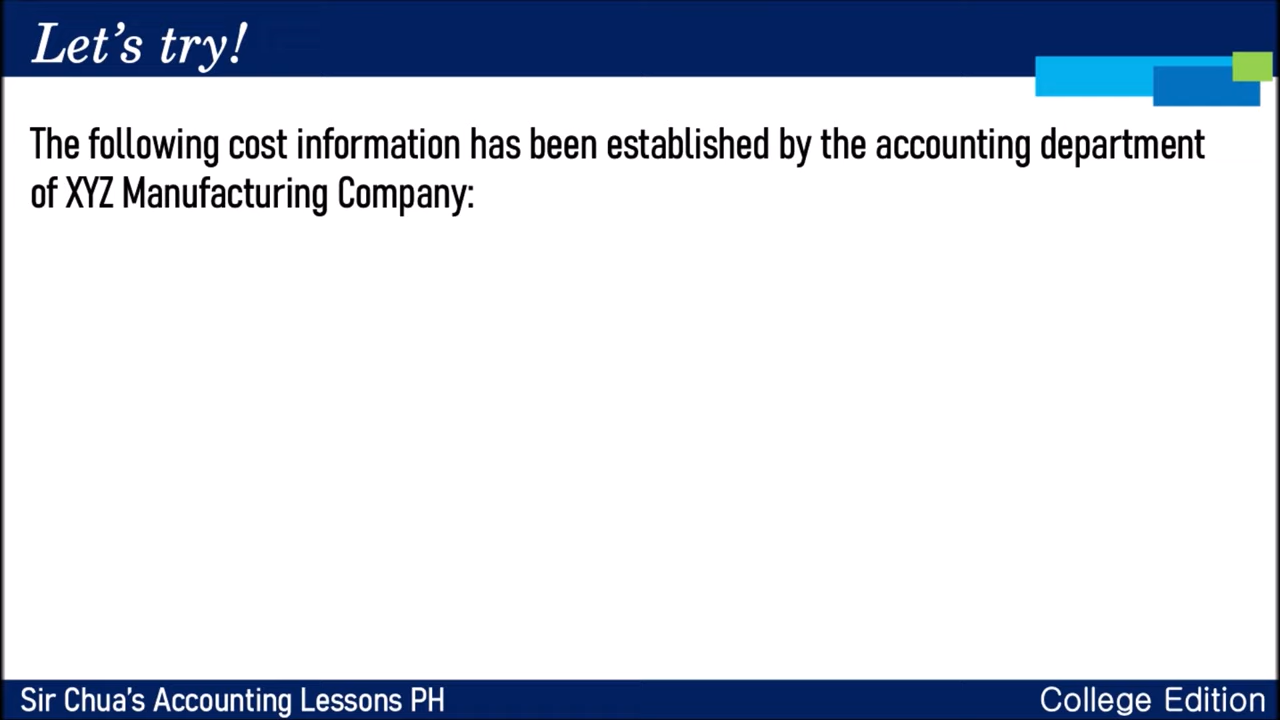 Let's try!
The following cost information has been established by the accounting department
of XYZ Manufacturing Company:
Sir Chua's Accounting Lessons PH
College Edition